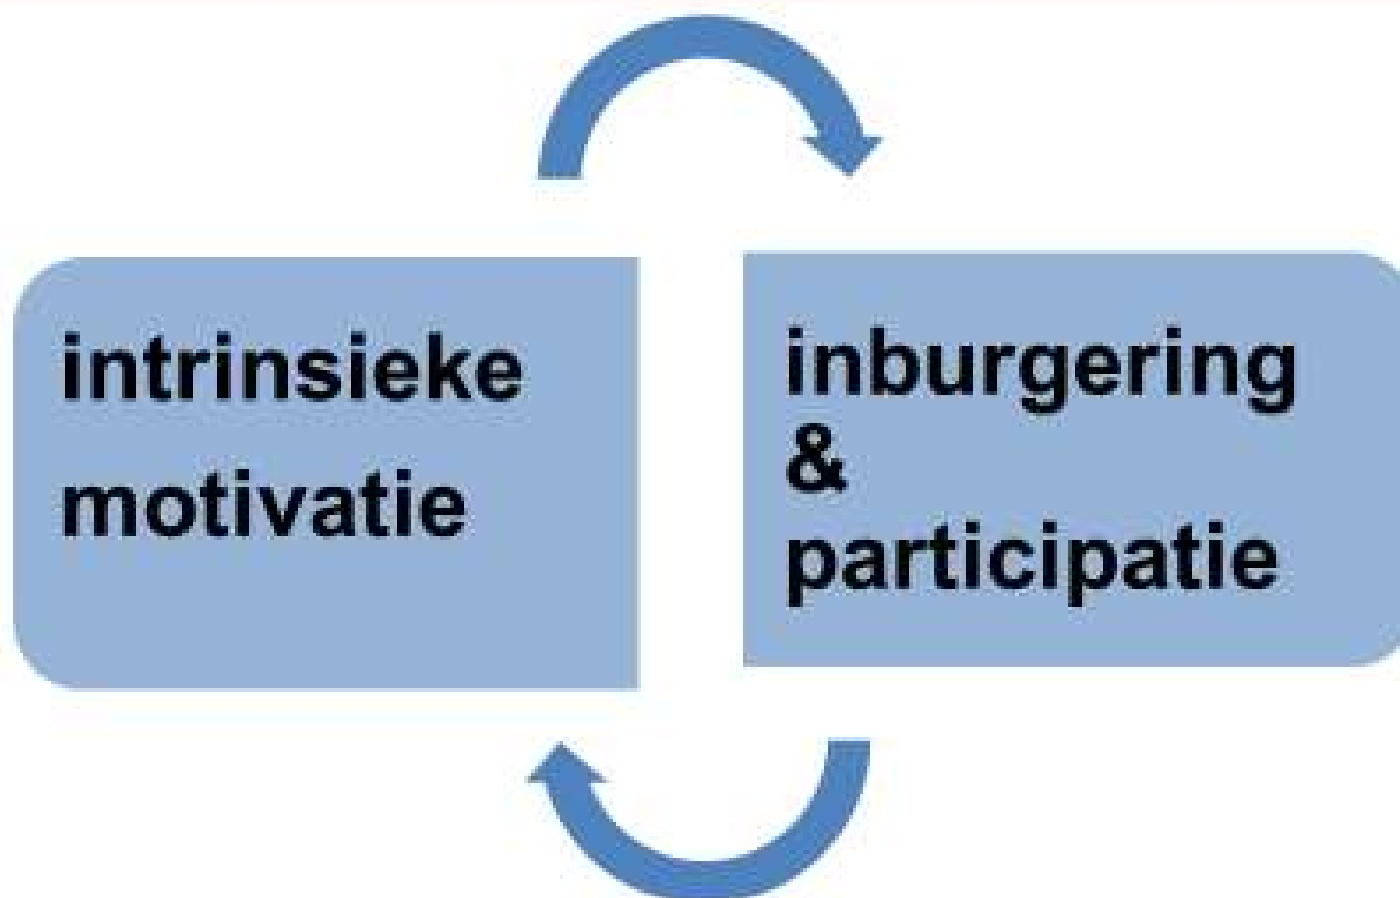 intrinsieke
motivatie
inburgering
&
participatie